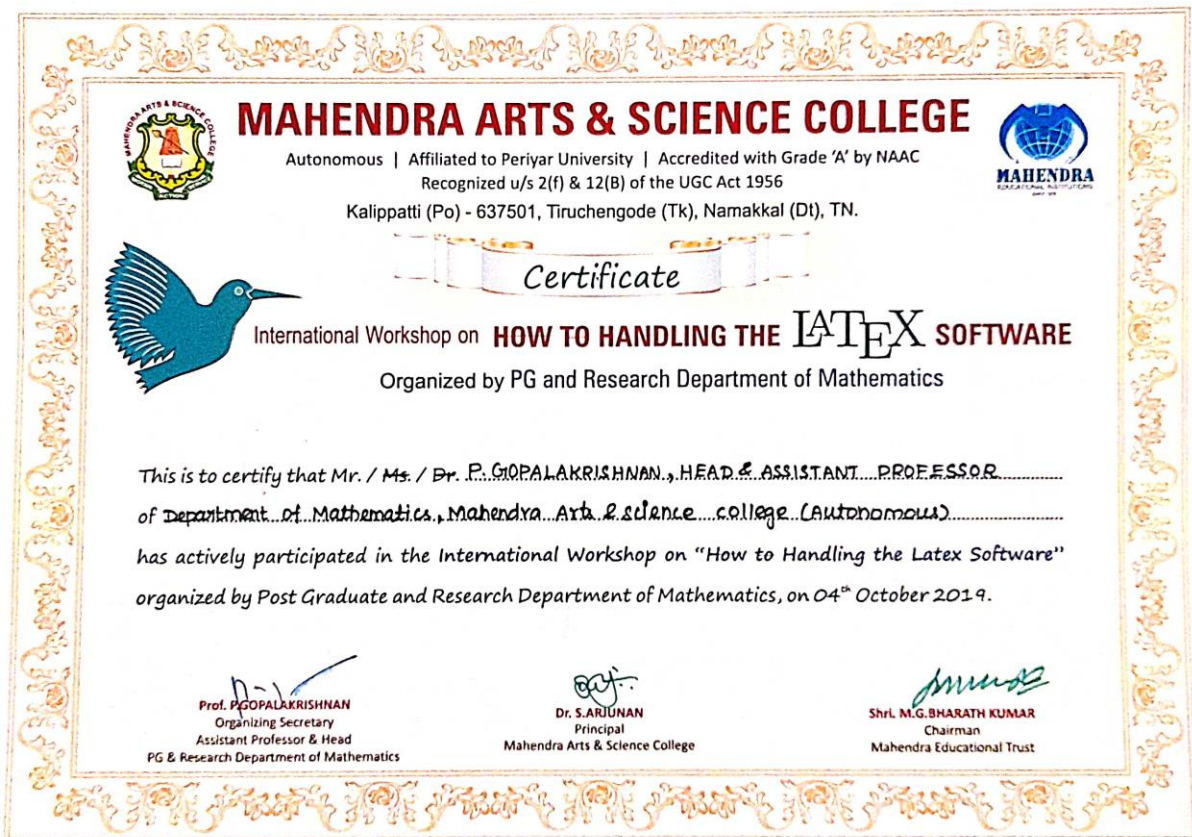 MAHENDRA ARTS & SCIENCE COLLEGE
MAHENDRA ARTS & SCIENCE COLLEGE
Autonomous | Affiliated to Periyar University | Accredited with Grade ‘A’ by NAAC
Recognized u/s 2(f) & 12(B) of the UGC Act 1956
Kalippatti (Po) - 637501, Tiruchengode (Tk), Namakkal (Dt), TN.
MAHENDRA
EDUCATIONAL INSTITUTIONS
Certificate
International Workshop on HOW TO HANDLING THE LATEX SOFTWARE
Organized by PG and Research Department of Mathematics
This is to certify that Mr. / Ms. / Dr. P. GOPALAKRISHNAN, HEAD & ASSISTANT PROFESSOR
of Department of Mathematics, Mahendra Arts & science college (Autonomous)
has actively participated in the International Workshop on “How to Handling the Latex Software”
organized by Post Graduate and Research Department of Mathematics, on 04th October 2019.
Prof. P.GOPALAKRISHNAN
Organizing Secretary
Assistant Professor & Head
PG & Research Department of Mathematics
Dr. S.ARJUNAN
Principal
Mahendra Arts & Science College
Shri. M.G.BHARATH KUMAR
Chairman
Mahendra Educational Trust